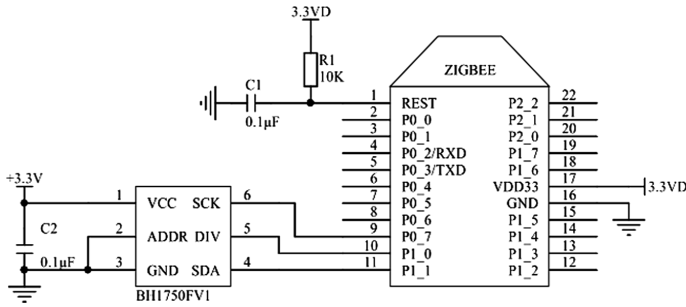 3.3VD
R1
10K
ZIGBEE
C1
0.1μF
1 REST P2_2 22
2 P0_0 P2_1 21
3 P0_1 P2_0 20
4 P0_2/RXD P1_7 19
5 P0_3/TXD P1_6 18
6 P0_4 VDD33 17 3.3VD
7 P0_5 GND 16
8 P0_6 P1_5 15
9 P0_7 P1_4 14
10 P1_0 P1_3 13
11 P1_1 P1_2 12
+3.3V
C2
0.1μF
1 VCC SCK 6
2 ADDR DIV 5
3 GND SDA 4
BH1750FV1